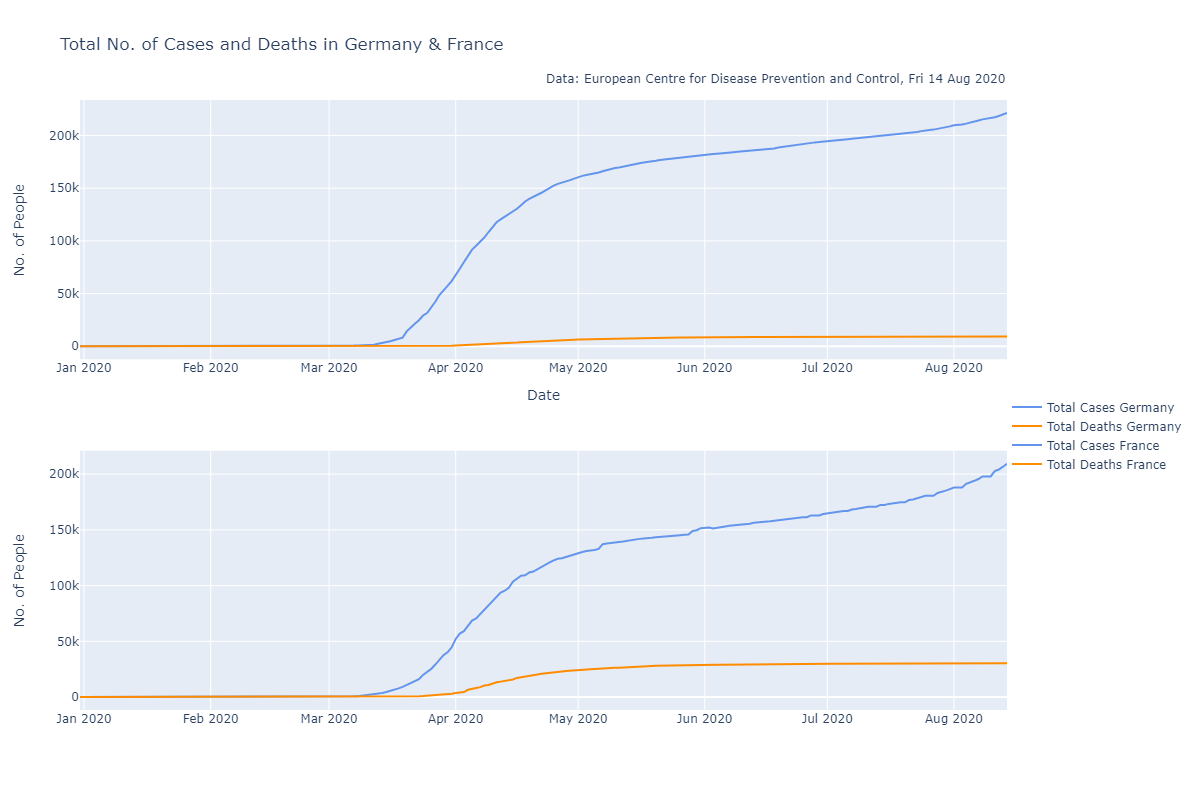 Total No. of Cases and Deaths in Germany & France
Data: European Centre for Disease Prevention and Control, Fri 14 Aug 2020
No. of People
200k
150k
100k
50k
0
Jan 2020 Feb 2020 Mar 2020 Apr 2020 May 2020 Jun 2020 Jul 2020 Aug 2020
Date
Total Cases Germany
Total Deaths Germany
Total Cases France
Total Deaths France
No. of People
200k
150k
100k
50k
0
Jan 2020 Feb 2020 Mar 2020 Apr 2020 May 2020 Jun 2020 Jul 2020 Aug 2020